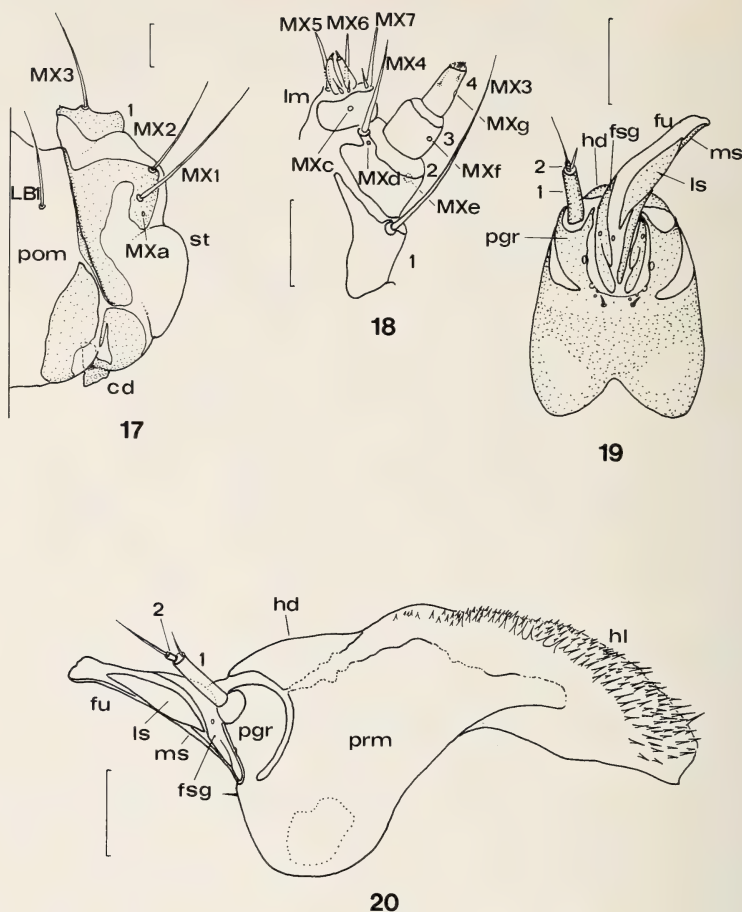 MX3
1
MX2
MX1
LB1
pom
MXa
st
cd
17
MX5 MX6 MX7
MX4
lm
4
MX3
MXg
3
MXc
MXf
MXd
2
MXe
1
18
fu
fsg
hd
ms
2
1
ls
pgr
19
hd
2
1
hl
fu
ls
pgr
prm
ms
fsg
20